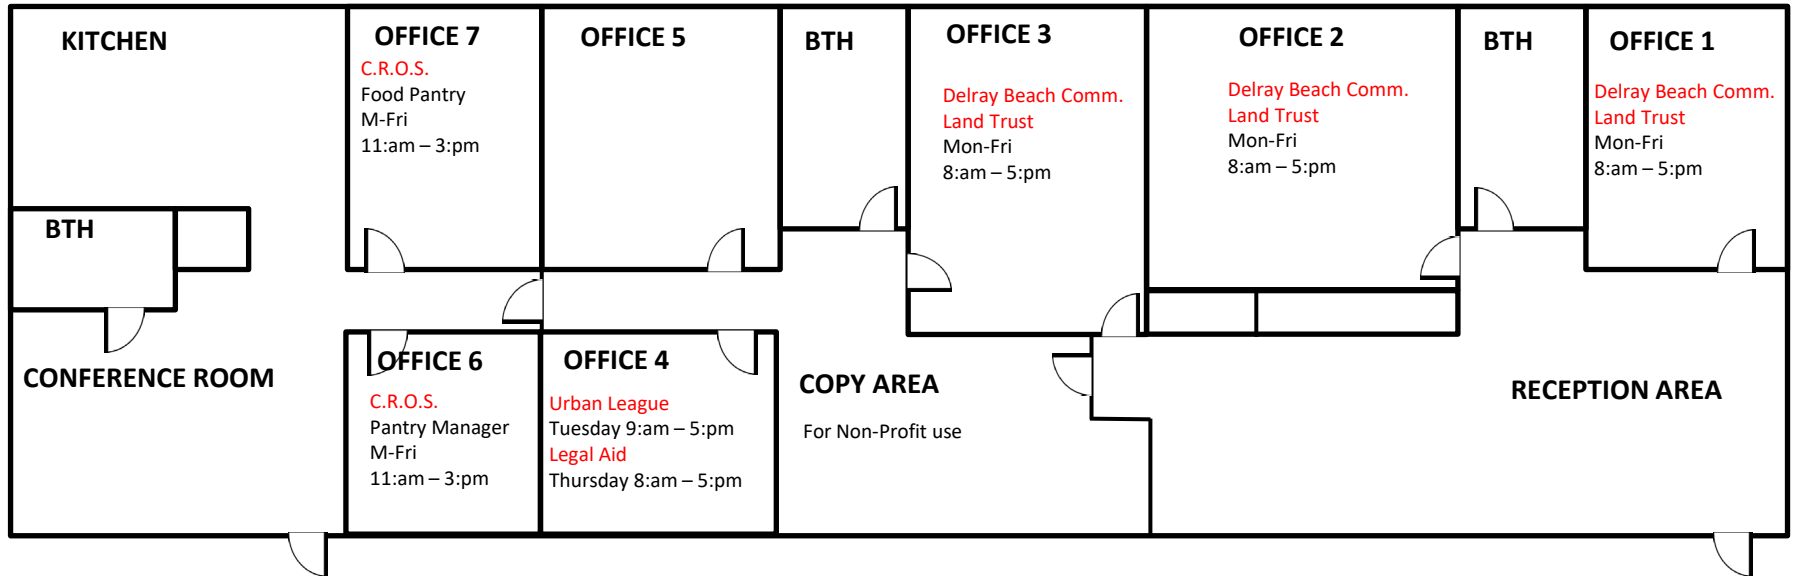 KITCHEN
OFFICE 7
C.R.O.S.
Food Pantry
M-Fri
11:am – 3:pm
OFFICE 5
BTH
OFFICE 3
Delray Beach Comm.
Land Trust
Mon-Fri
8:am – 5:pm
OFFICE 2
Delray Beach Comm.
Land Trust
Mon-Fri
8:am – 5:pm
BTH
OFFICE 1
Delray Beach Comm.
Land Trust
Mon-Fri
8:am – 5:pm
BTH
CONFERENCE ROOM
OFFICE 6
C.R.O.S.
Pantry Manager
M-Fri
11:am – 3:pm
OFFICE 4
Urban League
Tuesday 9:am – 5:pm
Legal Aid
Thursday 8:am – 5:pm
COPY AREA
For Non-Profit use
RECEPTION AREA